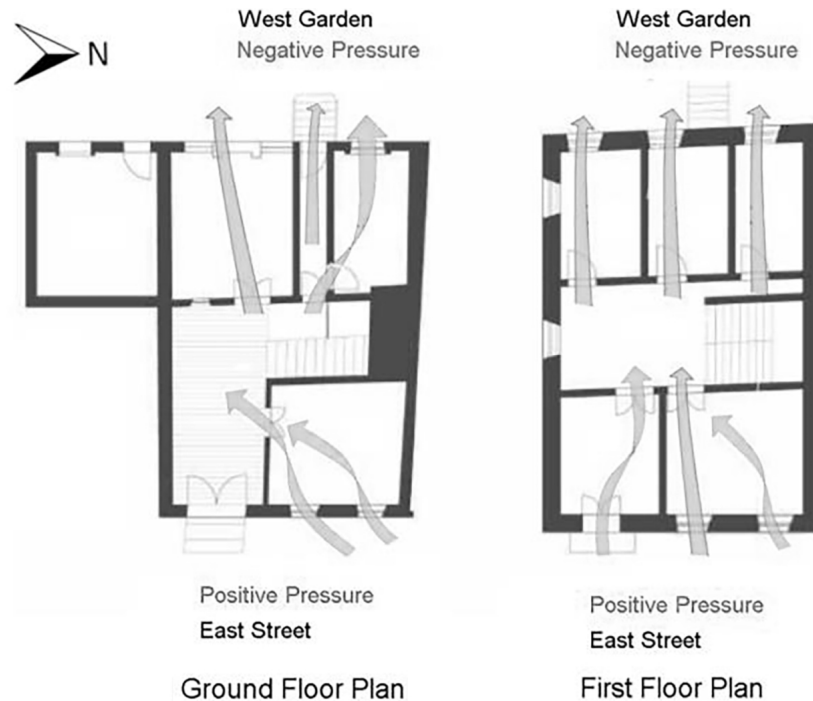 West Garden
Negative Pressure
West Garden
Negative Pressure
N
Positive Pressure
East Street
Positive Pressure
East Street
Ground Floor Plan
First Floor Plan